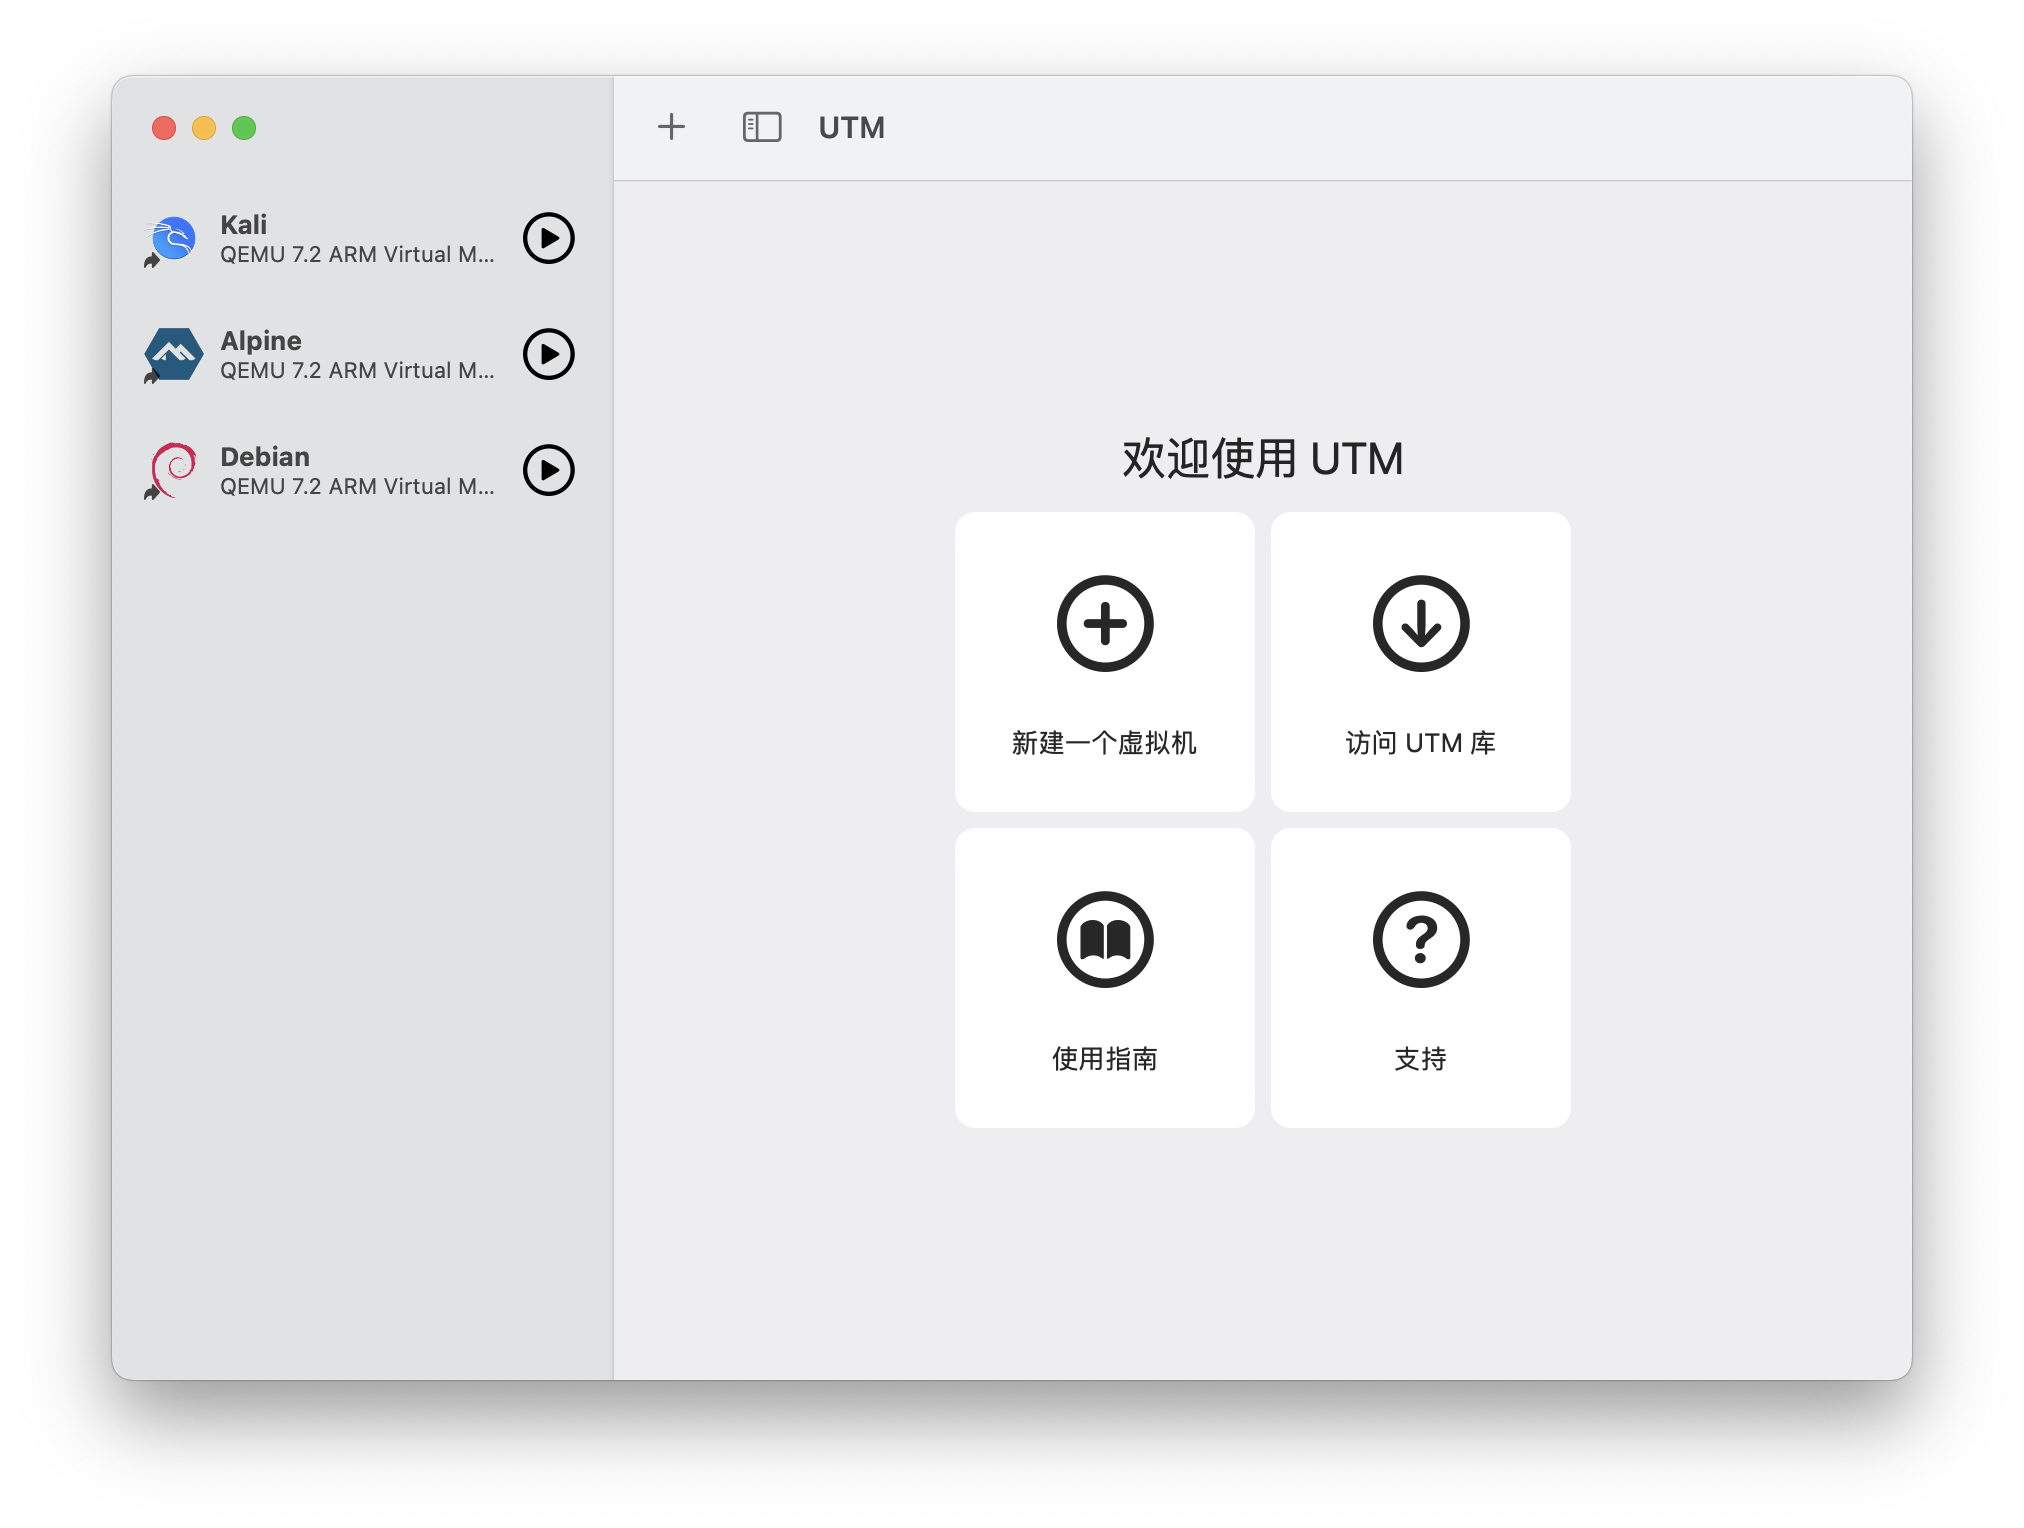 UTM
Kali
QEMU 7.2 ARM Virtual M...
Alpine
QEMU 7.2 ARM Virtual M...
Debian
QEMU 7.2 ARM Virtual M...
欢迎使用 UTM
新建一个虚拟机
访问 UTM 库
使用指南
支持